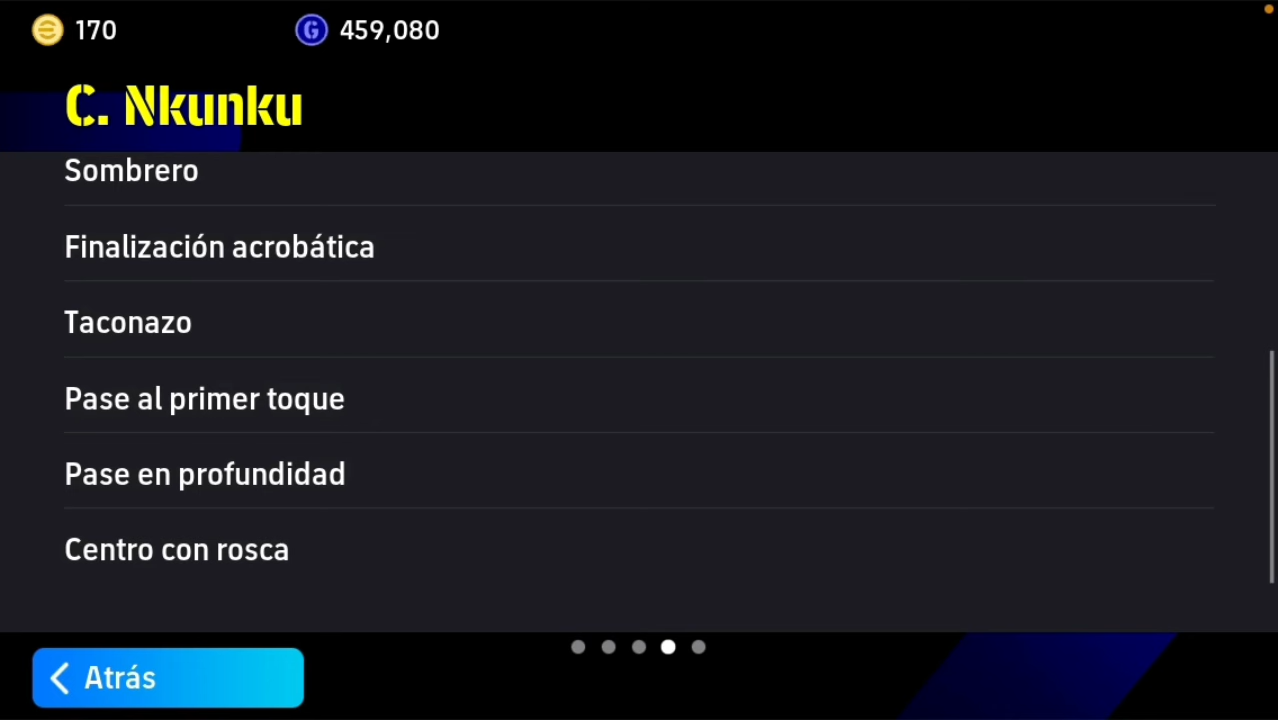 170
459,080
C. Nkunku
Sombrero
Finalización acrobática
Taconazo
Pase al primer toque
Pase en profundidad
Centro con rosca
Atrás